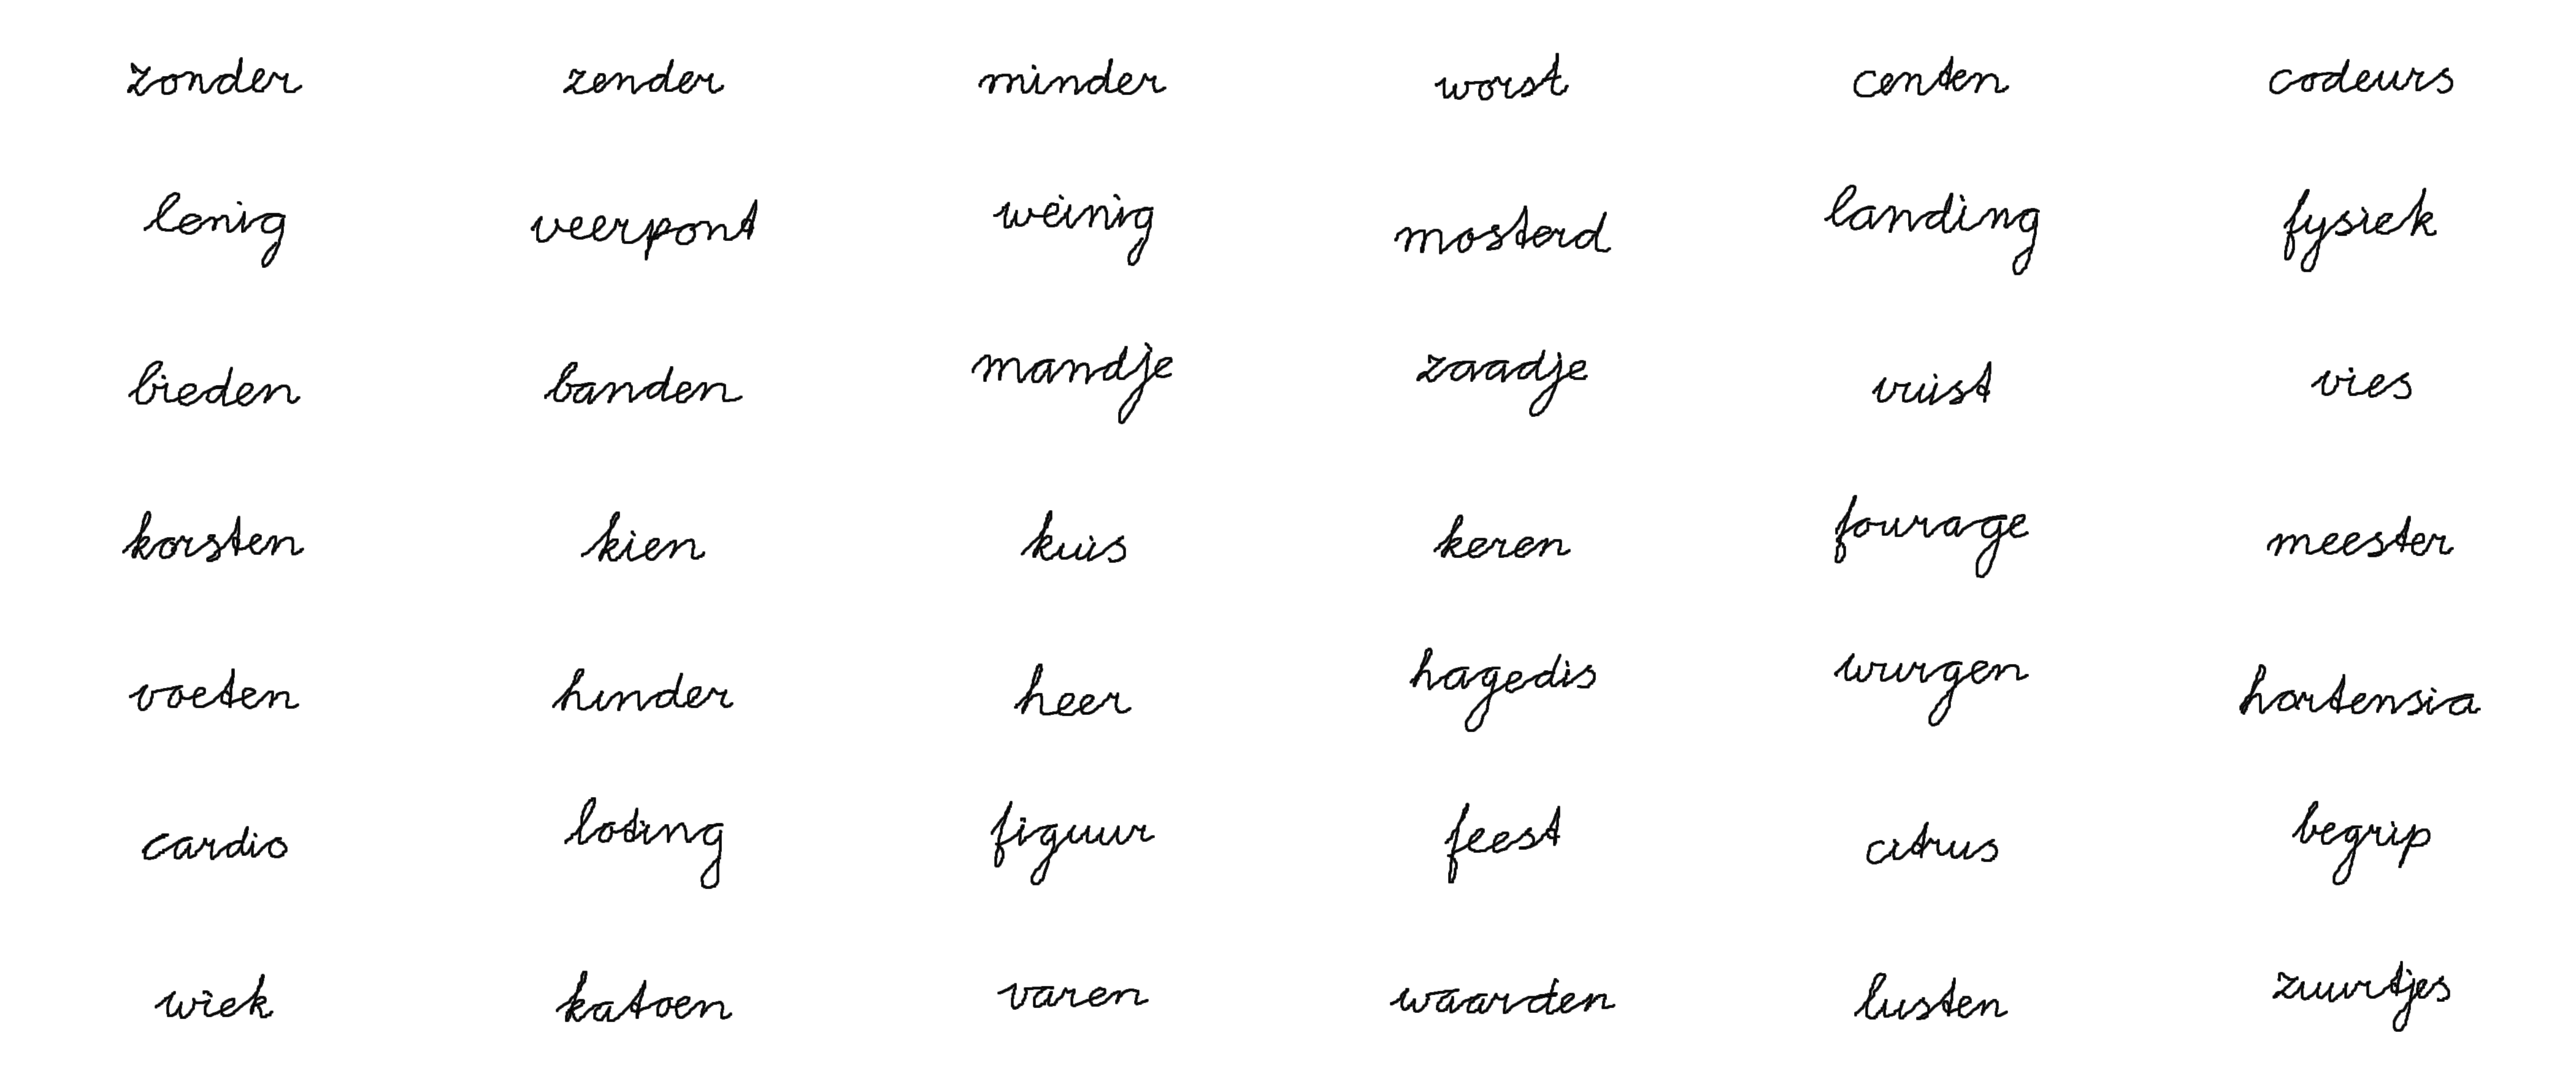 zonder zender minder worst centen codeurs
lenig veerpont weinig mosterd landing fysiek
bieden banden mandje zaadje vuist vies
korsten kien kuis keren fourage meester
voeten hinder heer hagedis wurgen hortensia
cardio loting figuur feest citrus begrip
wiek katoen varen waarden lusten zuurtjes